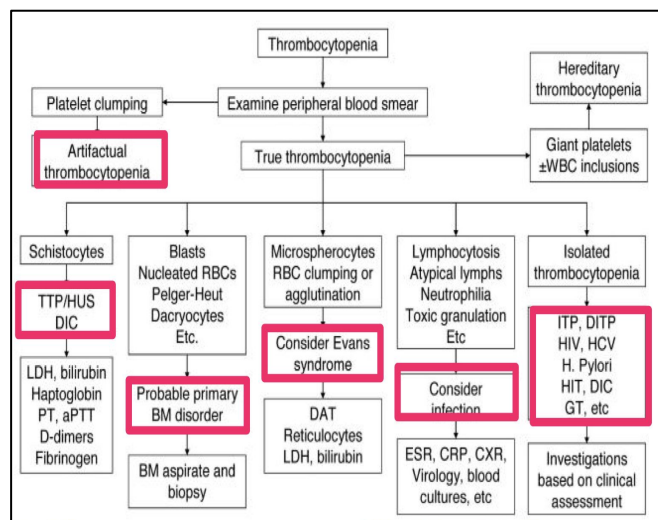 Thrombocytopenia
Hereditary
thrombocytopenia
Platelet clumping
Examine peripheral blood smear
Artifactual
thrombocytopenia
True thrombocytopenia
Giant platelets
±WBC inclusions
Schistocytes
TTP/HUS
DIC
LDH, bilirubin
Haptoglobin
PT, aPTT
D-dimers
Fibrinogen
Blasts
Nucleated RBCs
Pelger-Heut
Dacryocytes
Etc.
Probable primary
BM disorder
BM aspirate and
biopsy
Microspherocytes
RBC clumping or
agglutination
Consider Evans
syndrome
DAT
Reticulocytes
LDH, bilirubin
Lymphocytosis
Atypical lymphs
Neutrophilia
Toxic granulation
Etc
Consider
infection
ESR, CRP, CXR,
Virology, blood
cultures, etc
Isolated
thrombocytopenia
ITP, DITP
HIV, HCV
H. Pylori
HIT, DIC
GT, etc
Investigations
based on clinical
assessment